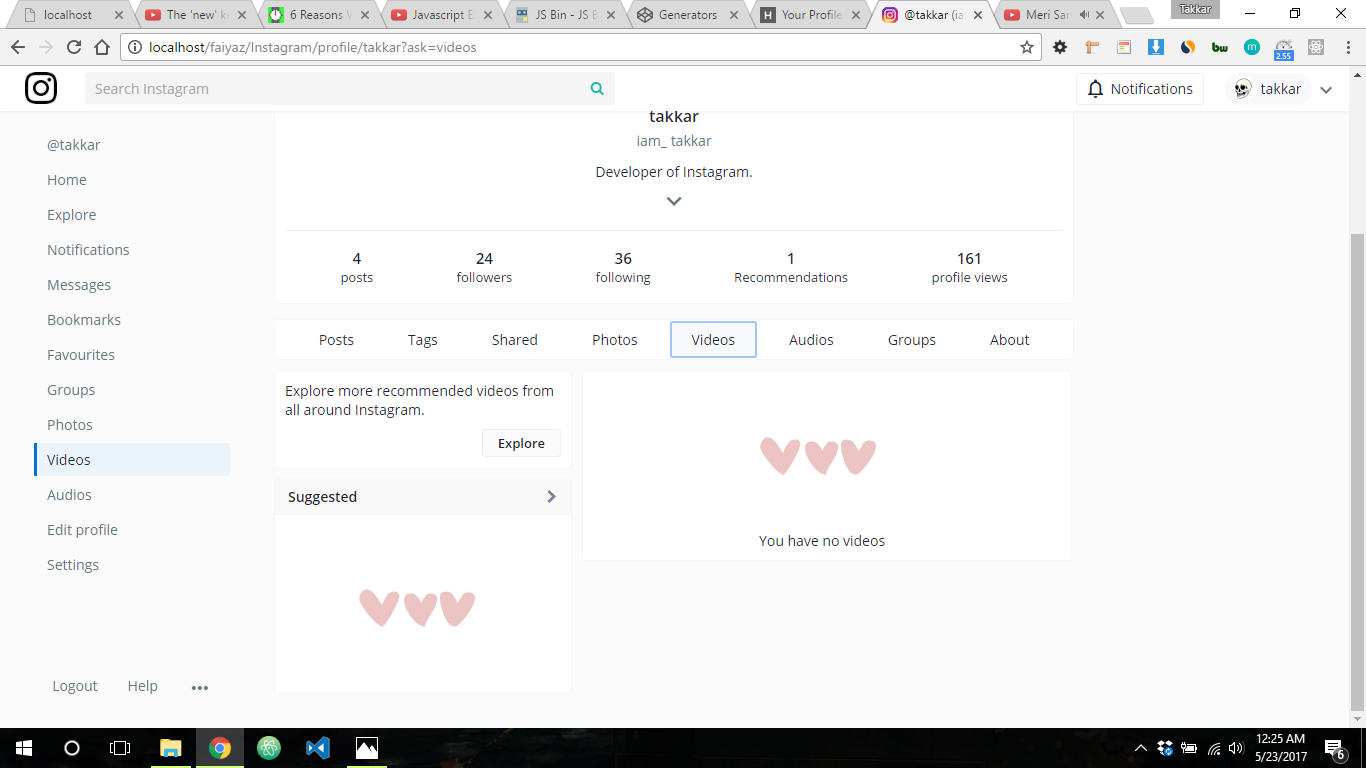 localhost
The 'new' k
6 Reasons
Javascript E
JS Bin - JS
Generators
Your Profile
@takkar (ia
Meri Sar
Takkar
localhost/faiyaz/Instagram/profile/takkar?ask=videos
bw
m
2.55
Search Instagram
Notifications
takkar
@takkar
Home
Explore
Notifications
Messages
Bookmarks
Favourites
Groups
Photos
Videos
Audios
Edit profile
Settings
Logout Help
takkar
iam_ takkar
Developer of Instagram.
4 24 36 1 161
posts followers following Recommendations profile views
Posts Tags Shared Photos Videos Audios Groups About
Explore more recommended videos from
all around Instagram.
Explore
Suggested
You have no videos
12:25 AM
5/23/2017
6